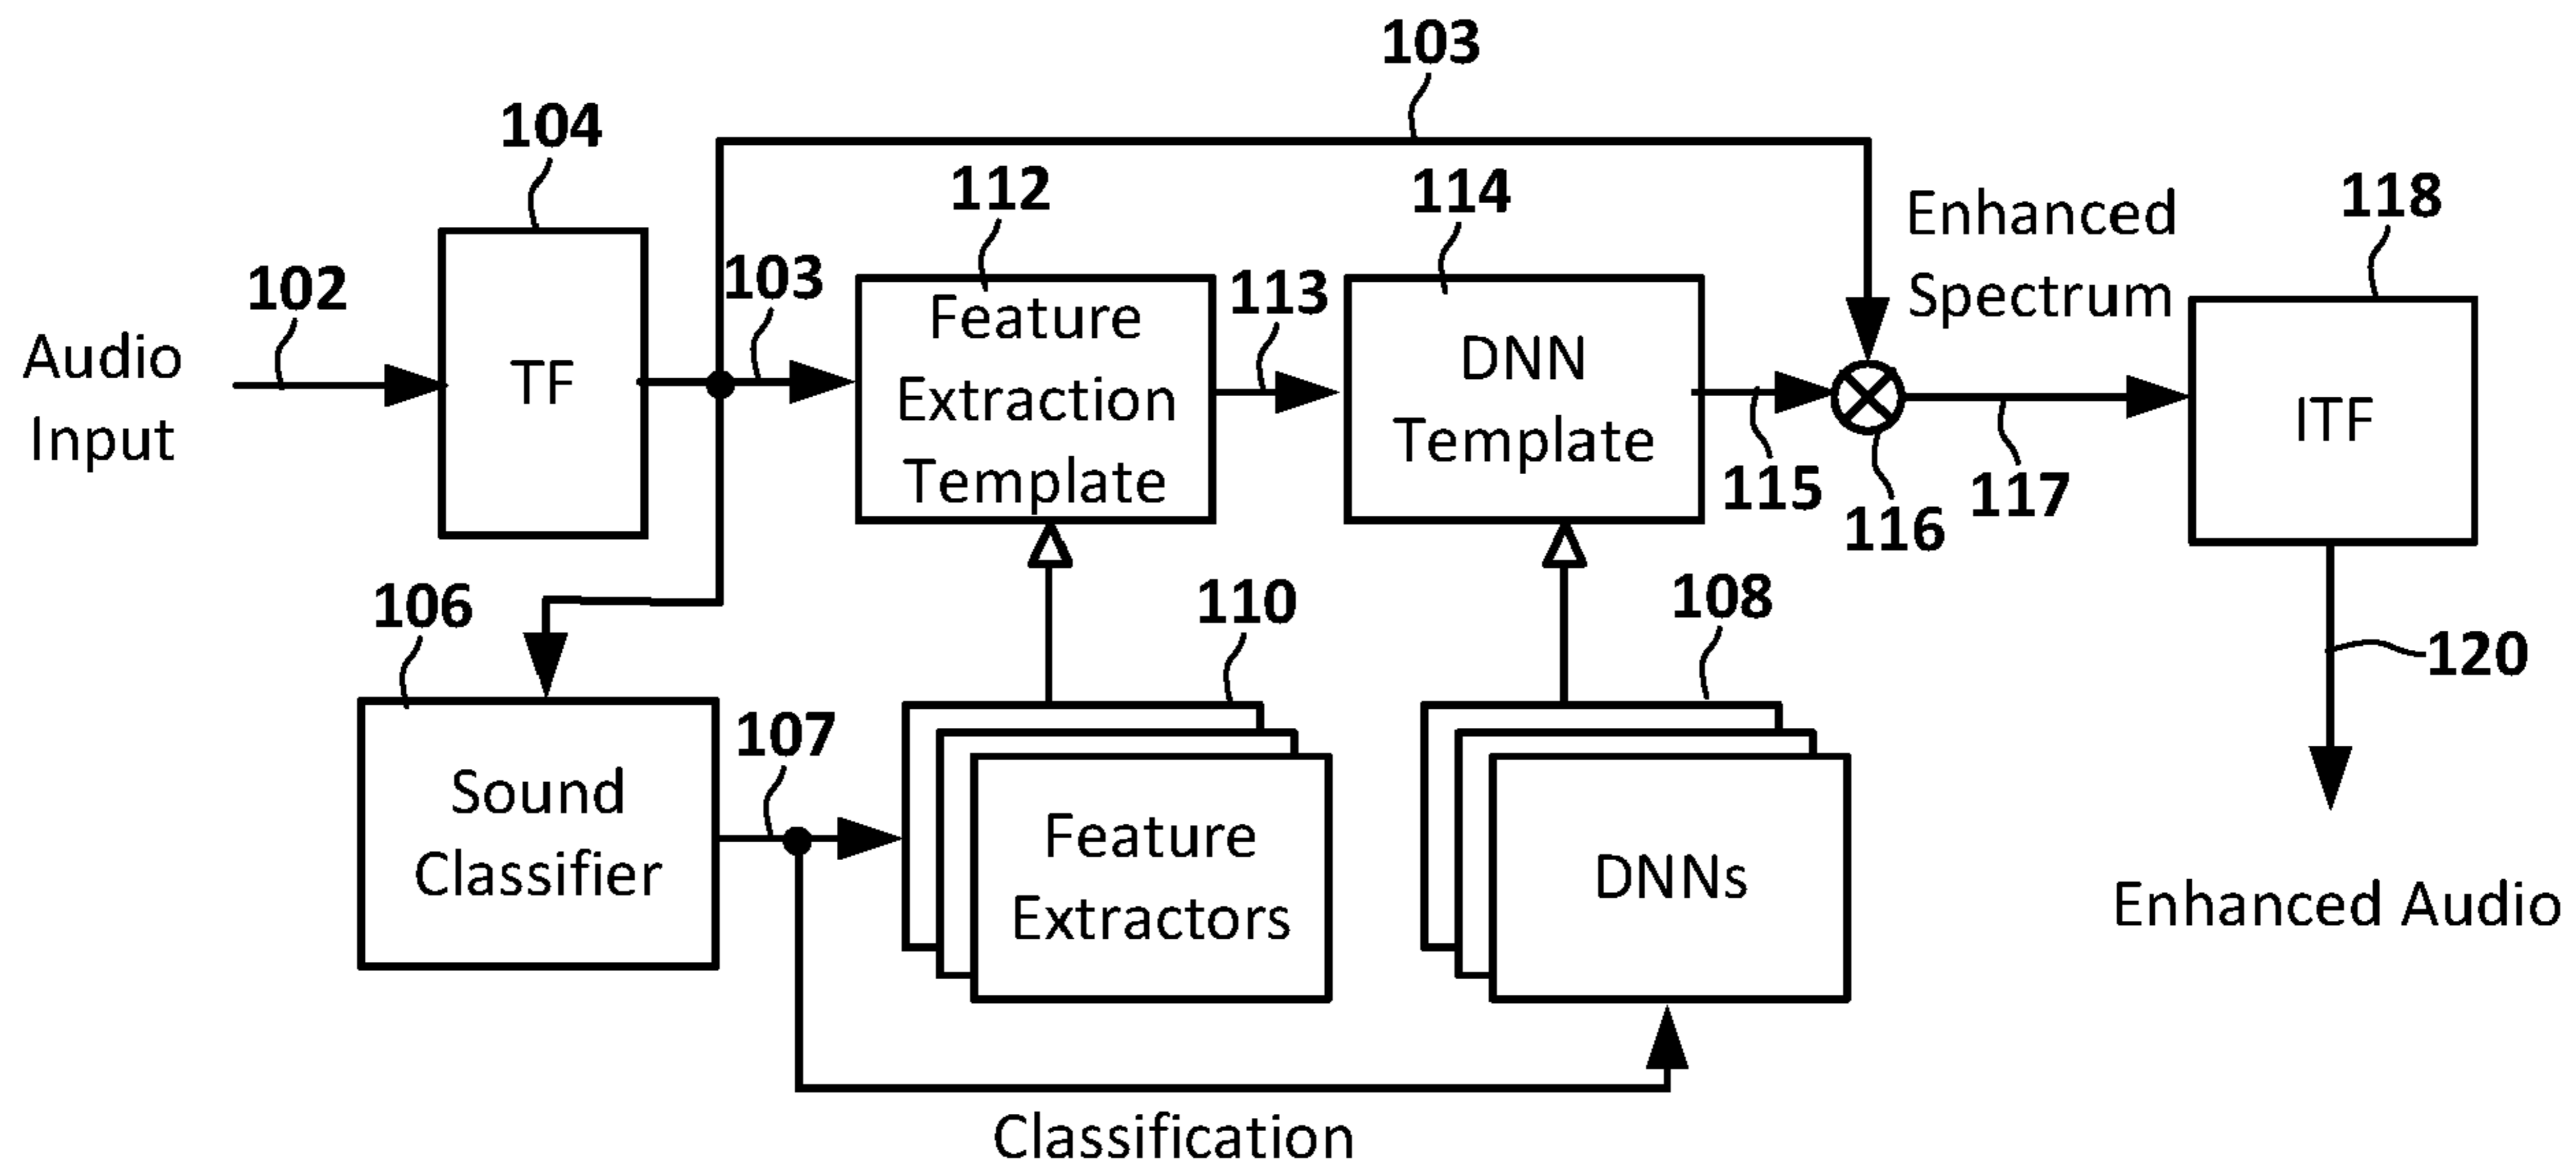 103
104
112
114
118
Enhanced
Spectrum
102
103
113
Audio
Input
TF
Feature
Extraction
Template
DNN
Template
115
116
117
ITF
106
110
108
120
107
Sound
Classifier
Feature
Extractors
DNNs
Enhanced Audio
Classification